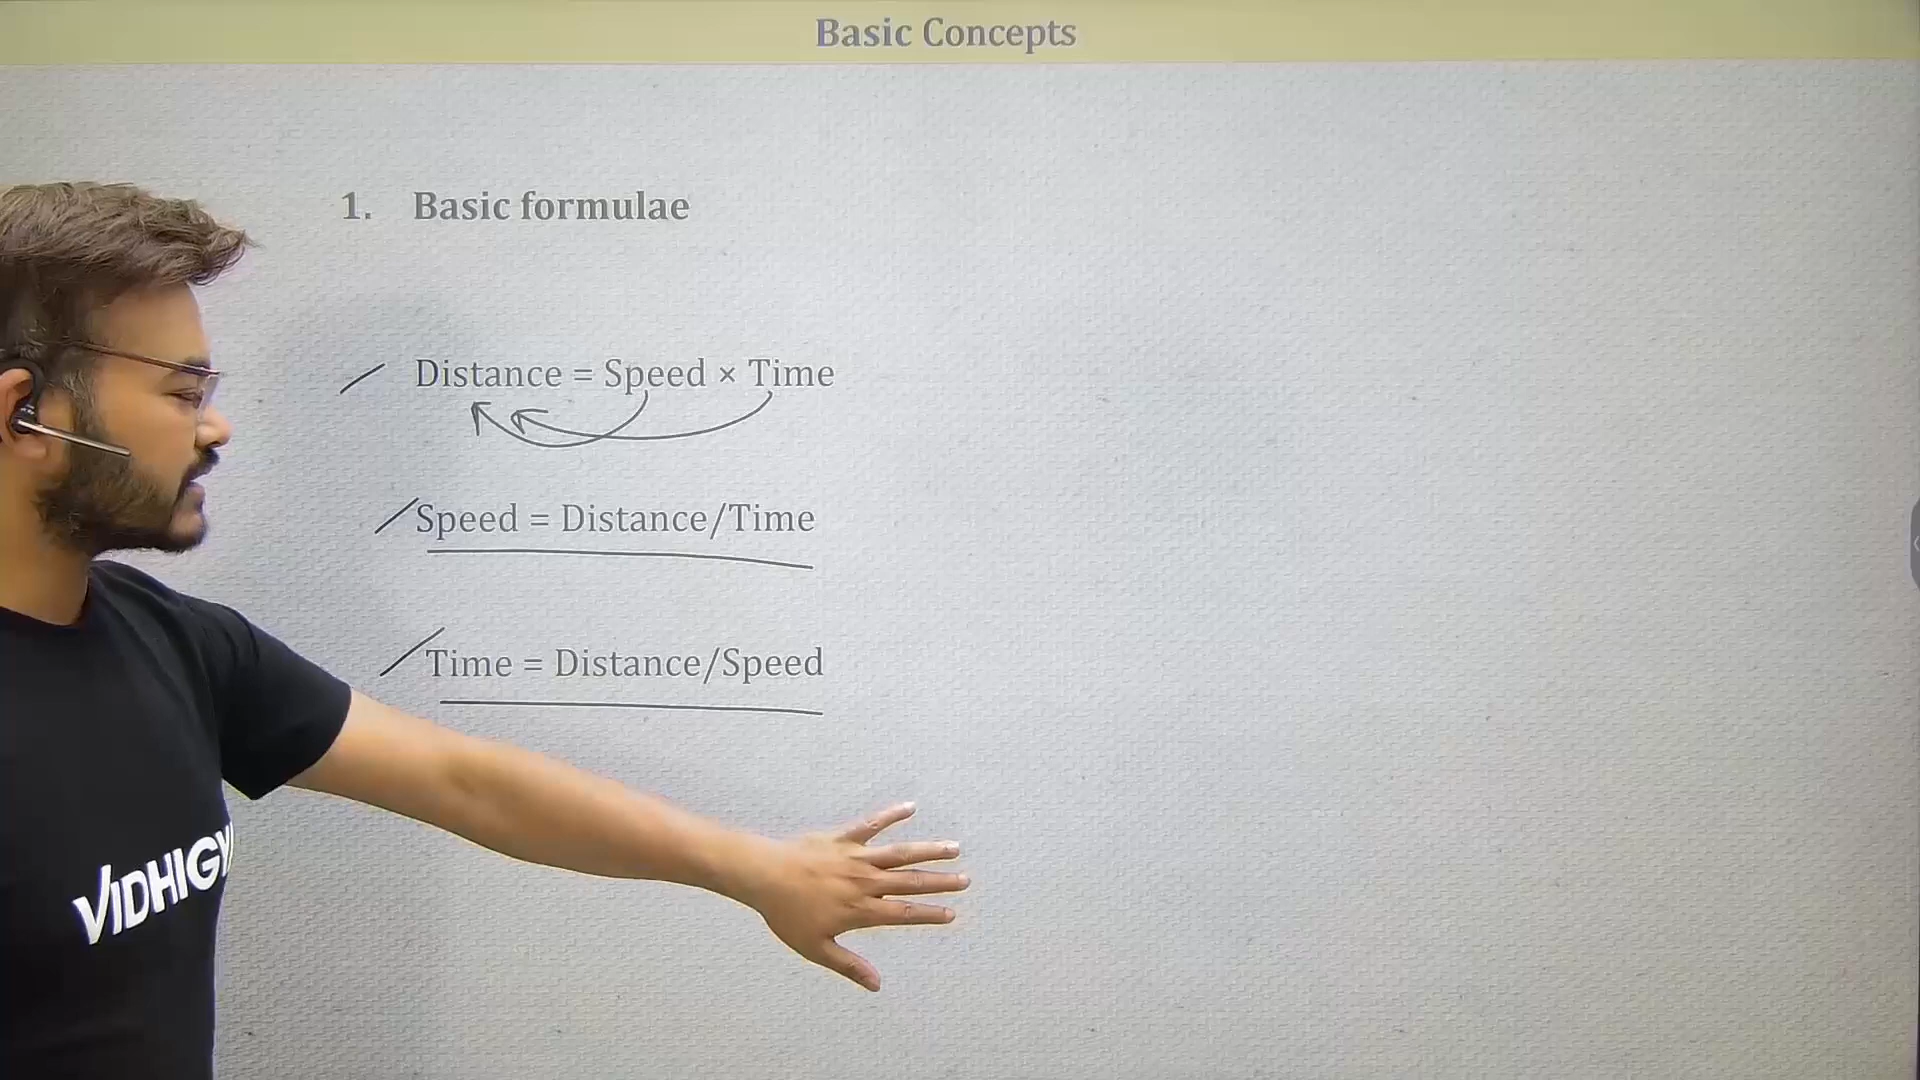 Basic Concepts
1. Basic formulae
Distance = Speed × Time
Speed = Distance/Time
Time = Distance/Speed
VIDHIGY